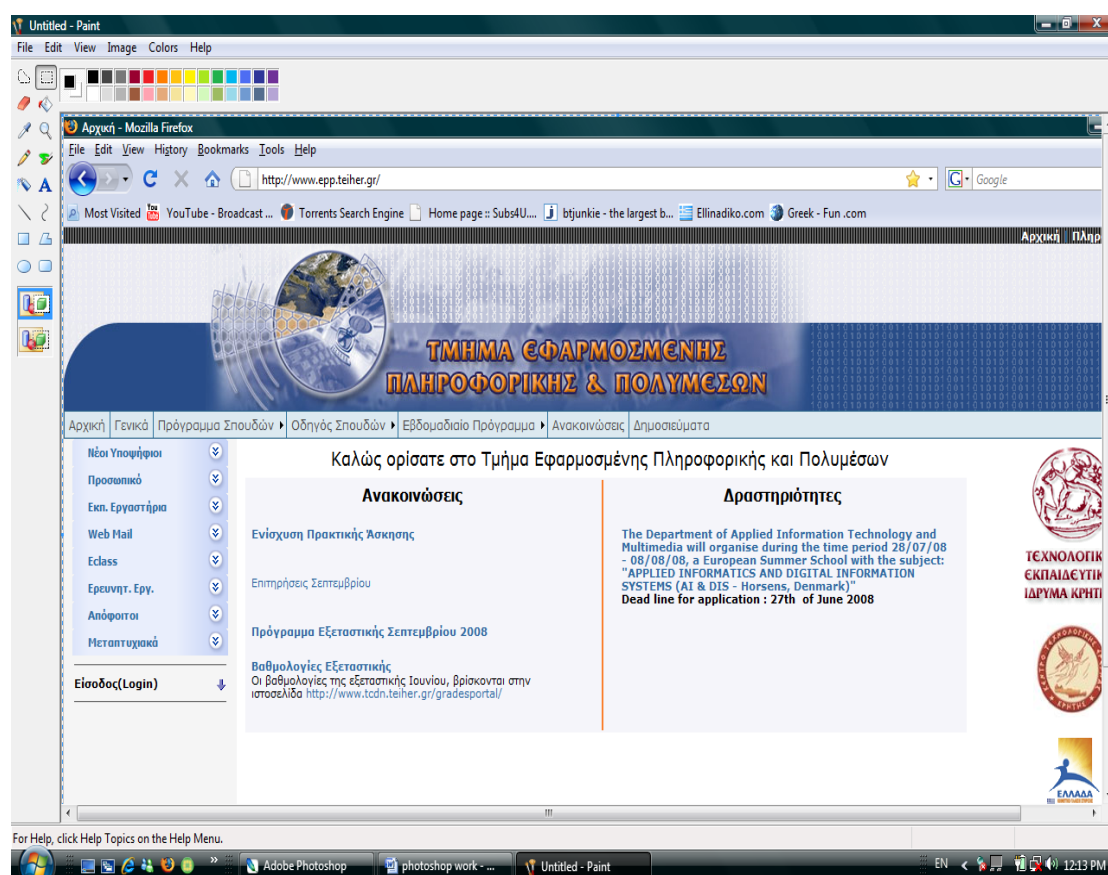 Untitled - Paint
File Edit View Image Colors Help
Αρχική - Mozilla Firefox
File Edit View History Bookmarks Tools Help
http://www.epp.teiher.gr/
G Google
Most Visited YouTube - Broadcast ... Torrents Search Engine Home page :: Subs4U.... btjunkie - the largest b... Ellinadiko.com Greek - Fun .com
Αρχική Πληρ
ΤΜΗΜΑ ΕΦΑΡΜΟΣΜΕΝΗΣ
ΠΛΗΡΟΦΟΡΙΚΗΣ & ΠΟΛΥΜΕΣΩΝ
Αρχική Γενικά Πρόγραμμα Σπουδών Οδηγός Σπουδών Εβδομαδιαίο Πρόγραμμα Ανακοινώσεις Δημοσιεύματα
Νέοι Υποψήφιοι
Προσωπικό
Εκπ. Εργαστήρια
Web Mail
Eclass
Ερευνητ. Εργ.
Απόφοιτοι
Μεταπτυχιακά
Είσοδος(Login)
Καλώς ορίσατε στο Τμήμα Εφαρμοσμένης Πληροφορικής και Πολυμέσων
Ανακοινώσεις
Ενίσχυση Πρακτικής Άσκησης
Επιτηρήσεις Σεπτεμβρίου
Πρόγραμμα Εξεταστικής Σεπτεμβρίου 2008
Βαθμολογίες Εξεταστικής
Οι βαθμολογίες της εξεταστικής Ιουνίου, βρίσκονται στην
ιστοσελίδα http://www.tcdn.teiher.gr/gradesportal/
Δραστηριότητες
The Department of Applied Information Technology and
Multimedia will organise during the time period 28/07/08
- 08/08/08, a European Summer School with the subject:
"APPLIED INFORMATICS AND DIGITAL INFORMATION
SYSTEMS (AI & DIS - Horsens, Denmark)"
Dead line for application : 27th of June 2008
ΤΕΧΝΟΛΟΓΙΚ
ΕΚΠΑΙΔΕΥΤΙΚ
ΙΔΡΥΜΑ ΚΡΗΤΙ
ΕΛΛΑΔΑ
For Help, click Help Topics on the Help Menu.
Adobe Photoshop photoshop work - ... Untitled - Paint EN 12:13 PM